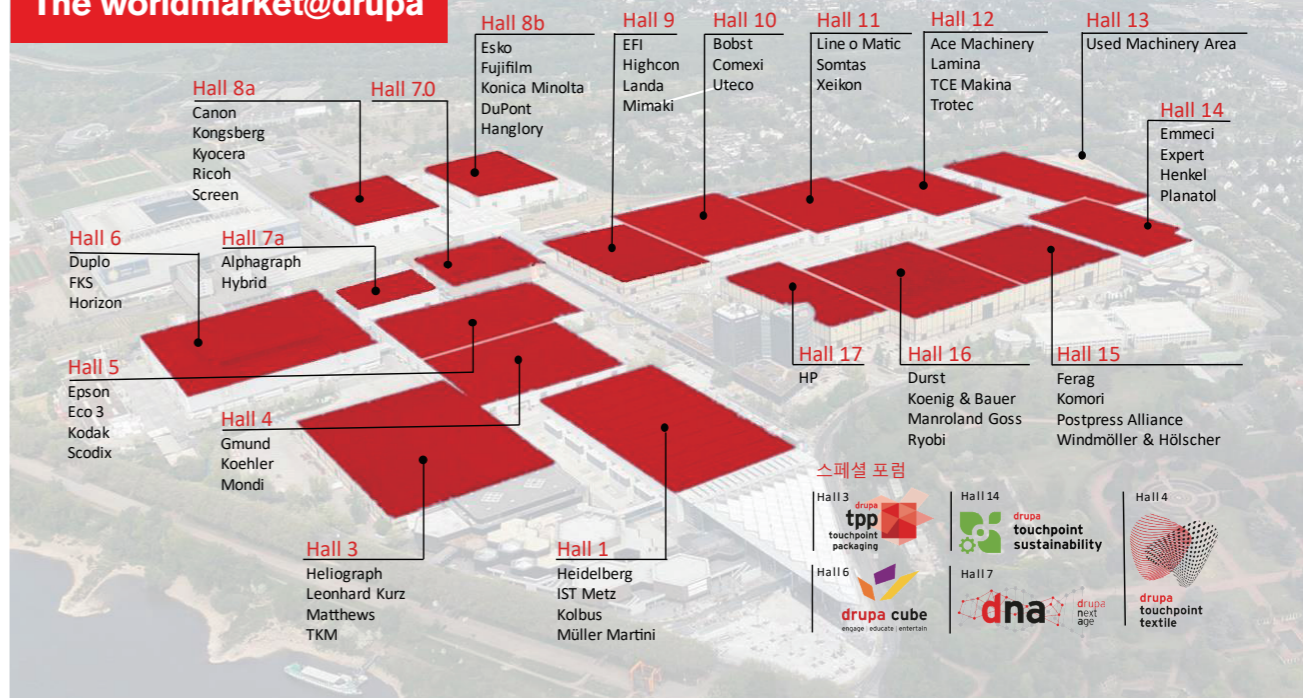 The worldmarket@drupa
Hall 8a
Canon
Kongsberg
Kyocera
Ricoh
Screen
Hall 7.0
Hall 8b
Esko
Fujifilm
Konica Minolta
DuPont
Hanglory
Hall 9
EFI
Highcon
Landa
Mimaki
Hall 10
Bobst
Comexi
Uteco
Hall 11
Line o Matic
Somtas
Xeikon
Hall 12
Ace Machinery
Lamina
TCE Makina
Trotec
Hall 13
Used Machinery Area
Hall 14
Emmeci
Expert
Henkel
Planatol
Hall 6
Duplo
FKS
Horizon
Hall 7a
Alphagraph
Hybrid
Hall 5
Epson
Eco 3
Kodak
Scodix
Hall 4
Gmund
Koehler
Mondi
Hall 3
Heliograph
Leonhard Kurz
Matthews
TKM
Hall 1
Heidelberg
IST Metz
Kolbus
Müller Martini
Hall 17
HP
Hall 16
Durst
Koenig & Bauer
Manroland Goss
Ryobi
Hall 15
Ferag
Komori
Postpress Alliance
Windmöller & Hölscher
스페셜 포럼
Hall 3
drupa
tpp
touchpoint
packaging
Hall 14
drupa
touchpoint
sustainability
Hall 4
drupa
touchpoint
textile
Hall 6
drupa cube
engage | educate | entertain
Hall 7
dna
drupa
next
age